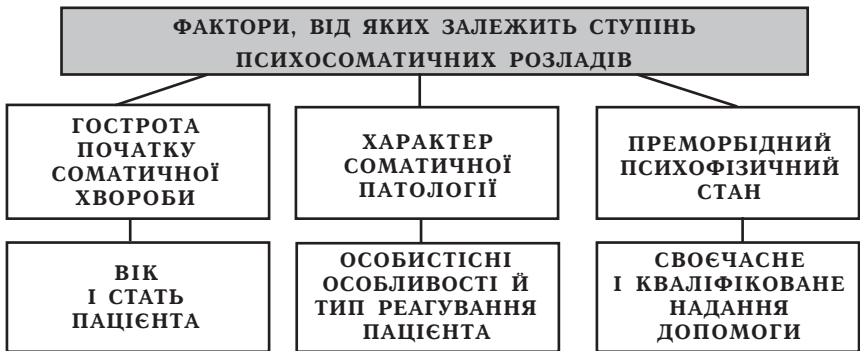 ФАКТОРИ, ВІД ЯКИХ ЗАЛЕЖИТЬ СТУПІНЬ
ПСИХОСОМАТИЧНИХ РОЗЛАДІВ
ГОСТРОТА
ПОЧАТКУ
СОМАТИЧНОЇ
ХВОРОБИ
ХАРАКТЕР
СОМАТИЧНОЇ
ПАТОЛОГІЇ
ПРЕМОРБІДНИЙ
ПСИХОФІЗИЧНИЙ
СТАН
ВІК
І СТАТЬ
ПАЦІЄНТА
ОСОБИСТІСНІ
ОСОБЛИВОСТІ Й
ТИП РЕАГУВАННЯ
ПАЦІЄНТА
СВОЄЧАСНЕ
І КВАЛІФІКОВАНЕ
НАДАННЯ
ДОПОМОГИ